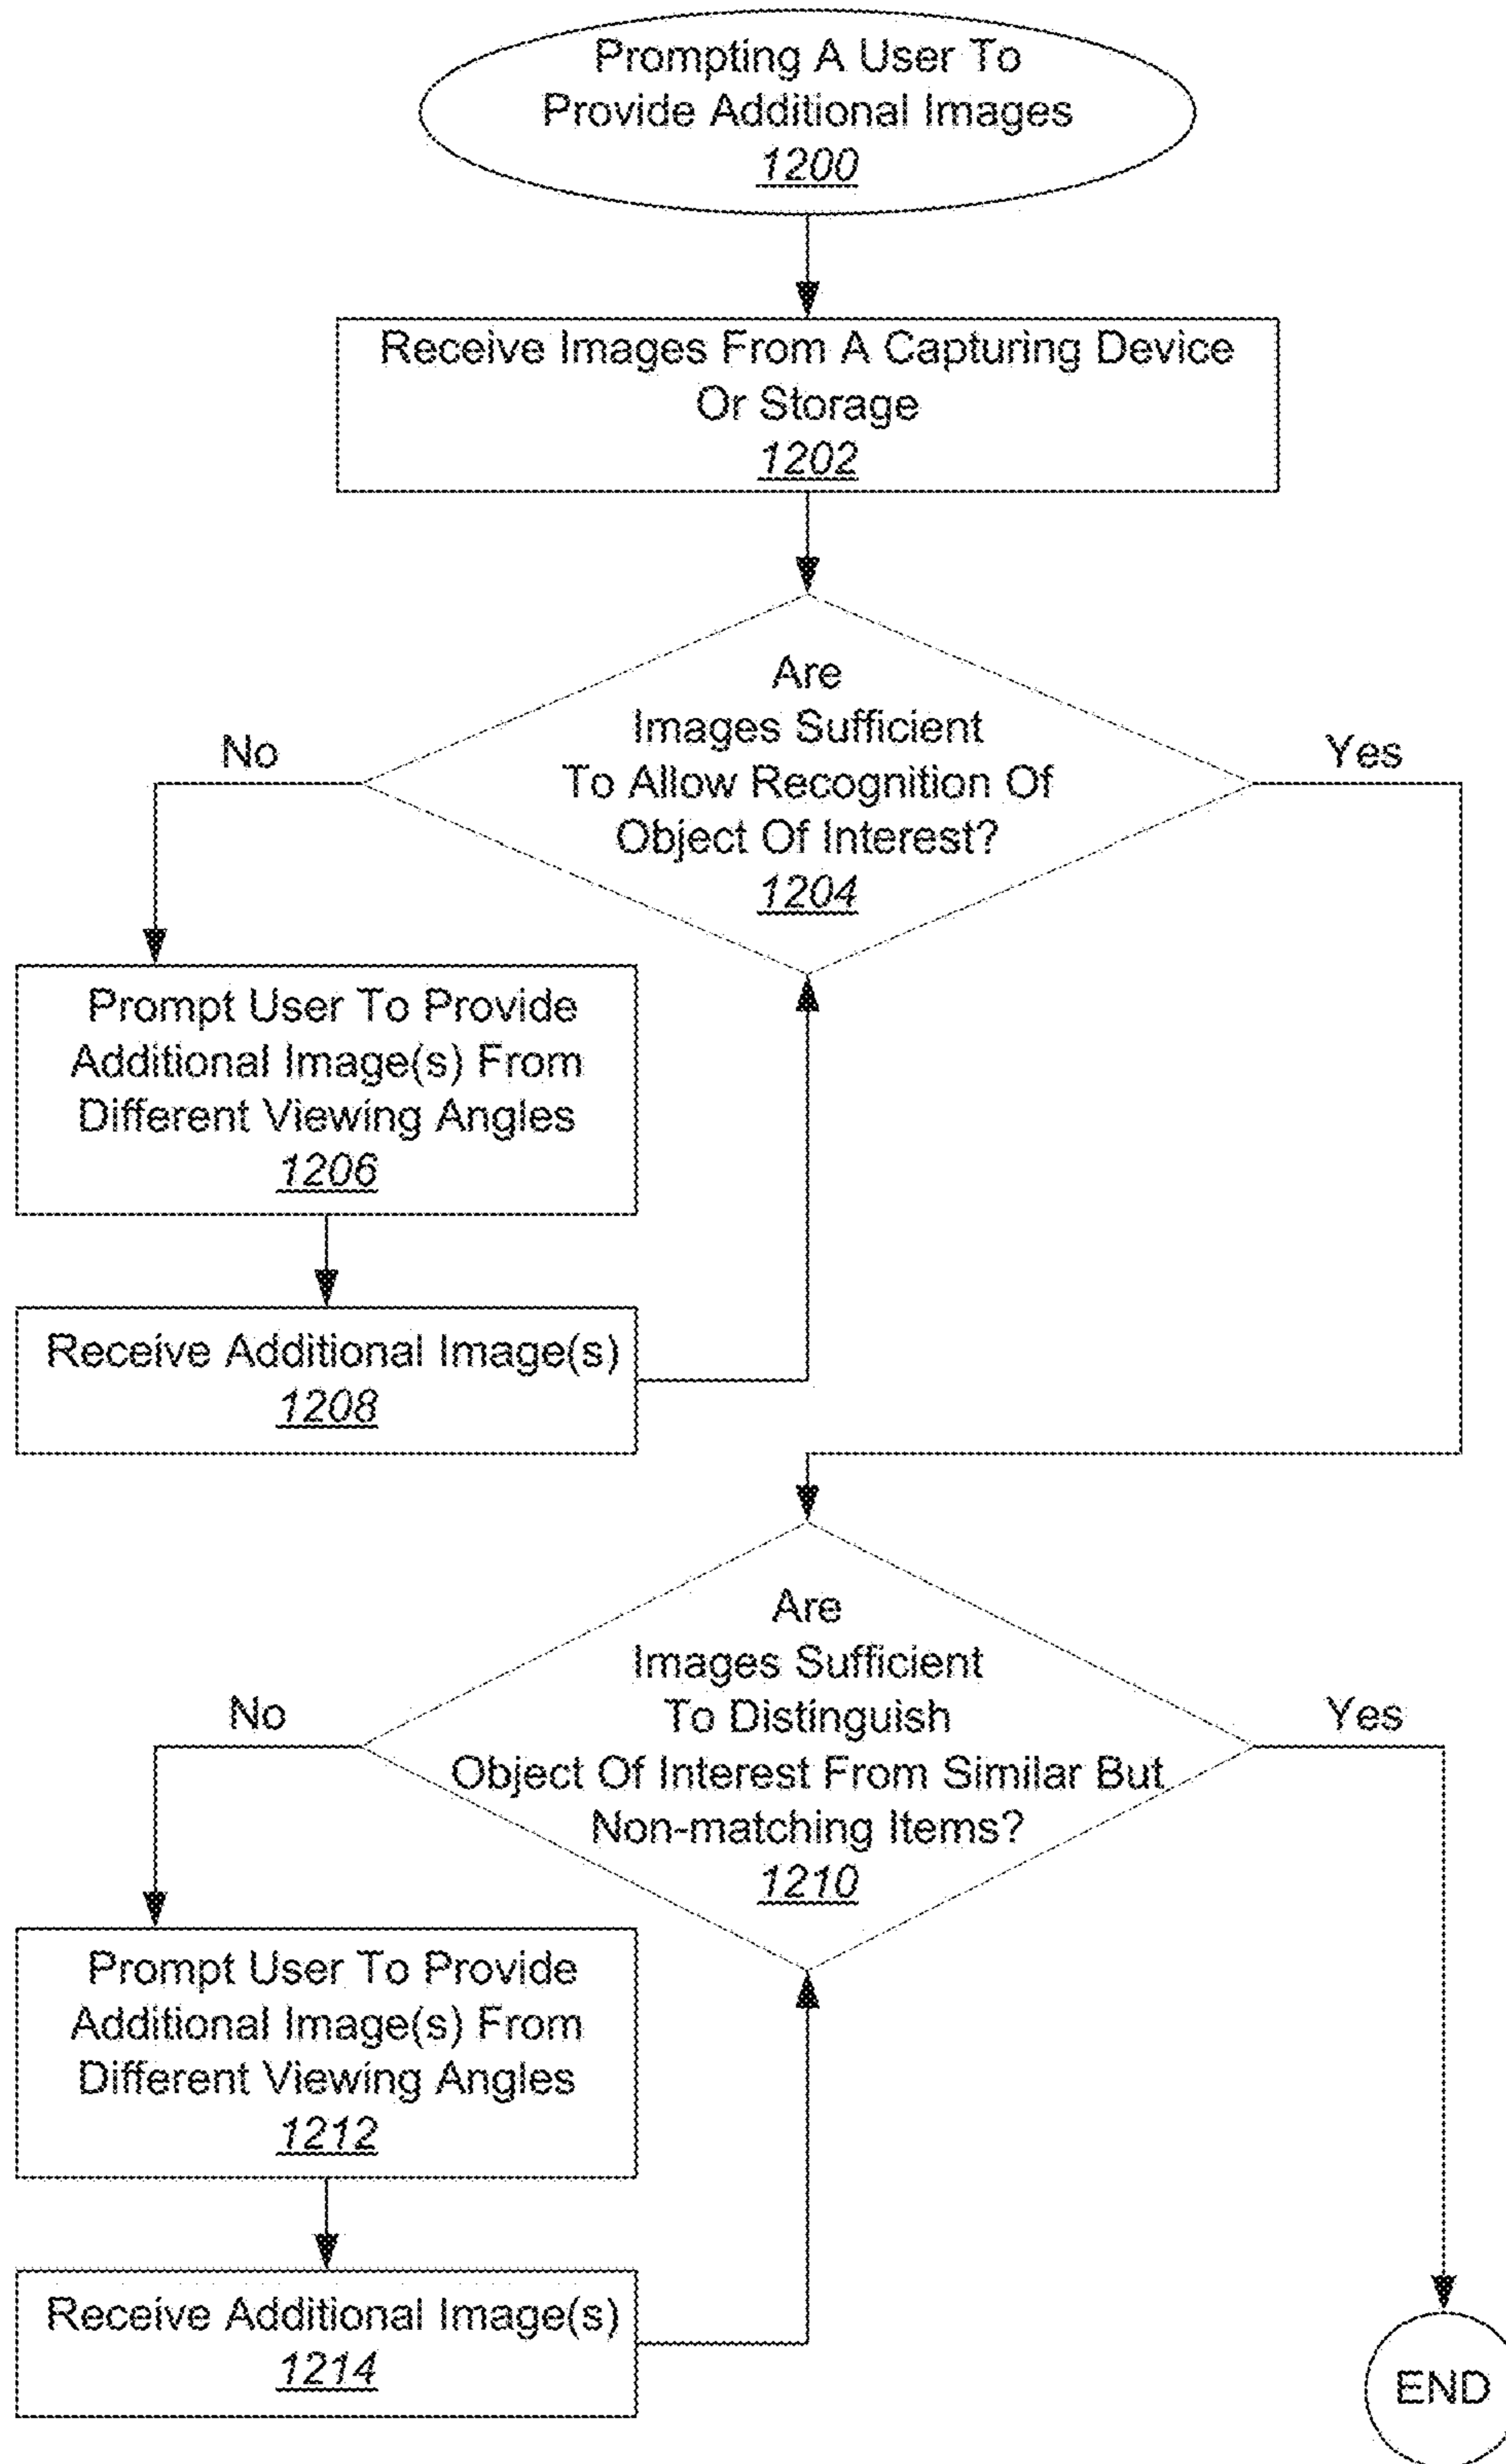 Prompting A User To
Provide Additional Images
1200
Receive Images From A Capturing Device
Or Storage
1202
Are
Images Sufficient
To Allow Recognition Of
Object Of Interest?
1204
No
Yes
Prompt User To Provide
Additional Image(s) From
Different Viewing Angles
1206
Receive Additional Image(s)
1208
Are
Images Sufficient
To Distinguish
Object Of Interest From Similar But
Non-matching Items?
1210
No
Yes
Prompt User To Provide
Additional Image(s) From
Different Viewing Angles
1212
Receive Additional Image(s)
1214
END